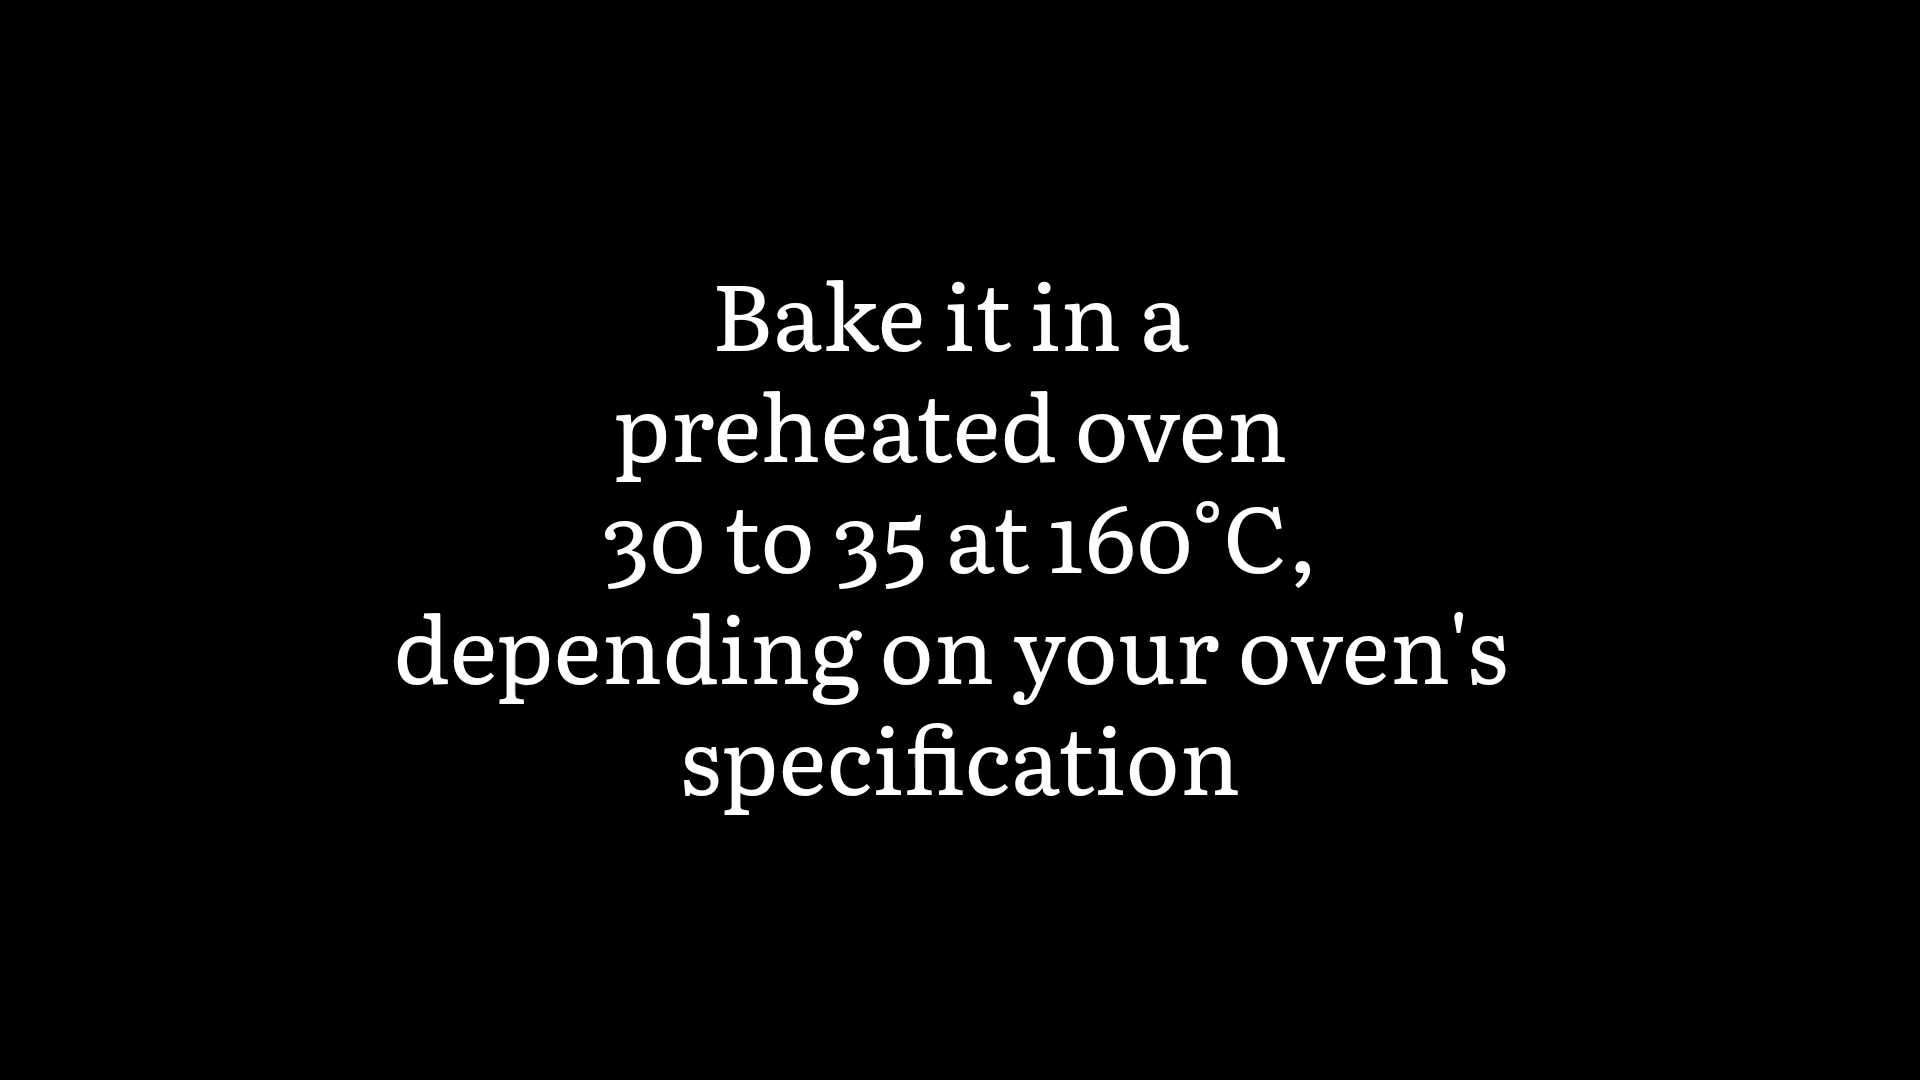 Bake it in a
preheated oven
30 to 35 at 160°C,
depending on your oven's
specification